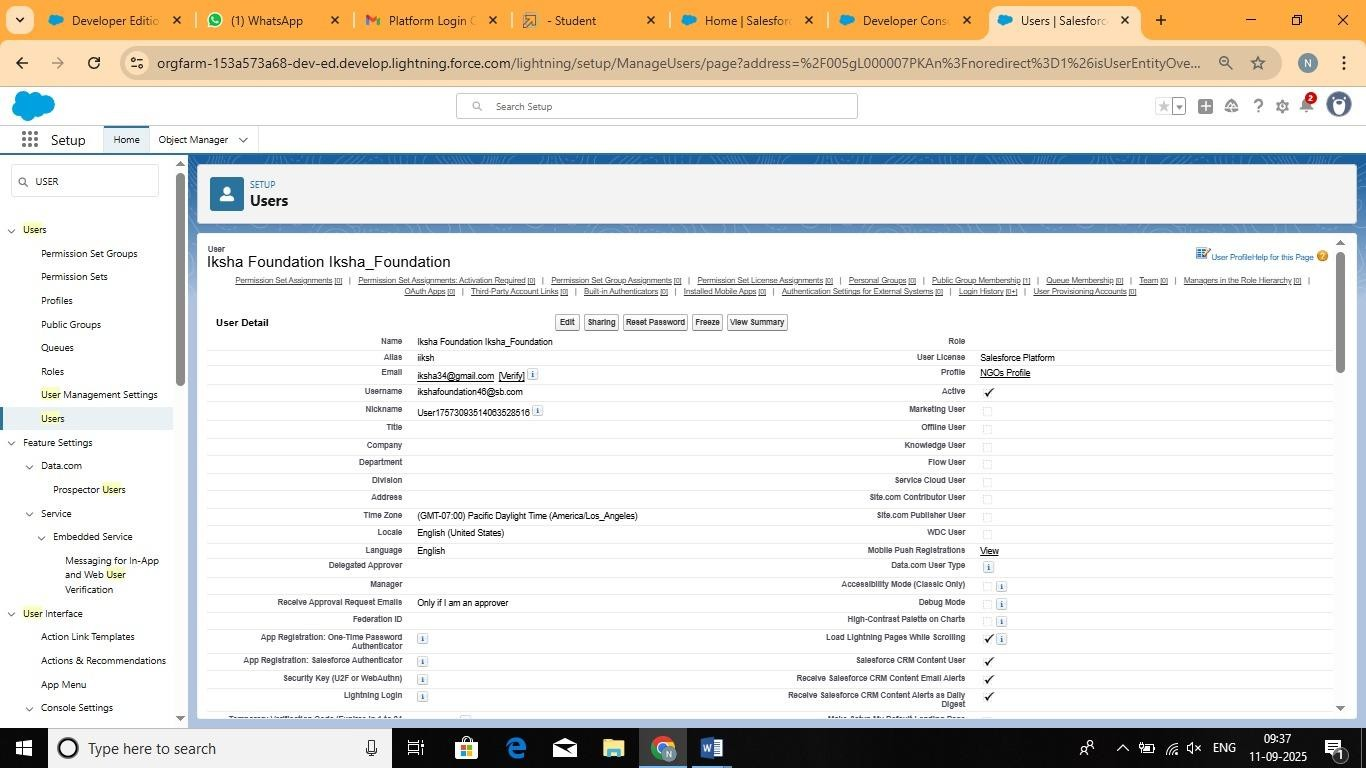 Developer Editio
(1) WhatsApp
Platform Login C
- Student
Home | Salesforc
Developer Cons
Users | Salesforc
orgfarm-153a573a68-dev-ed.develop.lightning.force.com/lightning/setup/ManageUsers/page?address=%2F005gL000007PKAn%3Fnoredirect%3D1%26isUserEntityOve...
N
Search Setup
2
Setup
Home
Object Manager
USER
Users
Permission Set Groups
Permission Sets
Profiles
Public Groups
Queues
Roles
User Management Settings
Users
Feature Settings
Data.com
Prospector Users
Service
Embedded Service
Messaging for In-App
and Web User
Verification
User Interface
Action Link Templates
Actions & Recommendations
App Menu
Console Settings
SETUP
Users
User
Iksha Foundation Iksha_Foundation
User Profile Help for this Page
Permission Set Assignments [0] | Permission Set Assignments: Activation Required [0] | Permission Set Group Assignments [0] | Permission Set License Assignments [0] | Personal Groups [0] | Public Group Membership [1] | Queue Membership [0] | Team [0] | Managers in the Role Hierarchy [0] |
OAuth Apps [0] | Third-Party Account Links [0] | Built-in Authenticators [0] | Installed Mobile Apps [0] | Authentication Settings for External Systems [0] | Login History [0+] | User Provisioning Accounts [0]
User Detail
Edit Sharing Reset Password Freeze View Summary
Name Iksha Foundation Iksha_Foundation
Role
Alias iiksh
User License Salesforce Platform
Email iksha34@gmail.com [Verify] i
Profile NGOs Profile
Username ikshafoundation46@sb.com
Active
Nickname User17573093514063528516 i
Marketing User
Title
Offline User
Company
Knowledge User
Department
Flow User
Division
Service Cloud User
Address
Site.com Contributor User
Time Zone (GMT-07:00) Pacific Daylight Time (America/Los_Angeles)
Site.com Publisher User
Locale English (United States)
WDC User
Language English
Mobile Push Registrations View
Delegated Approver
Data.com User Type i
Manager
Accessibility Mode (Classic Only) i
Receive Approval Request Emails Only if I am an approver
Debug Mode i
Federation ID
High-Contrast Palette on Charts i
App Registration: One-Time Password
Authenticator i
Load Lightning Pages While Scrolling i
App Registration: Salesforce Authenticator i
Salesforce CRM Content User
Security Key (U2F or WebAuthn) i
Receive Salesforce CRM Content Email Alerts
Lightning Login i
Receive Salesforce CRM Content Alerts as Daily
Digest
Type here to search
ENG
09:37
11-09-2025
1